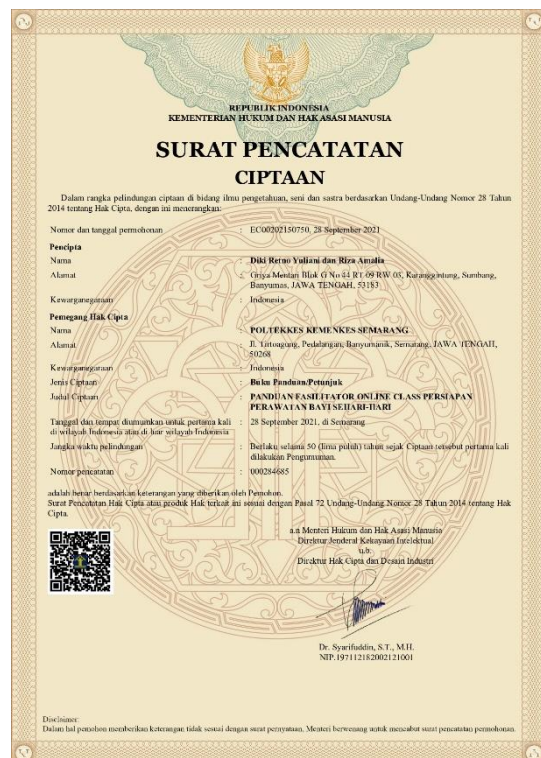 REPUBLIK INDONESIA
KEMENTERIAN HUKUM DAN HAK ASASI MANUSIA
SURAT PENCATATAN
CIPTAAN
Dalam rangka pelindungan ciptaan di bidang ilmu pengetahuan, seni dan sastra berdasarkan Undang-Undang Nomor 28 Tahun
2014 tentang Hak Cipta, dengan ini menerangkan:
Nomor dan tanggal permohonan : EC00202150750, 28 September 2021
Pencipta
Nama : Diki Retno Yuliani dan Riza Amalia
Alamat : Griya Mentari Blok G No 44 RT 09 RW 03, Karanggintung, Sumbang,
Banyumas, JAWA TENGAH, 53183
Kewarganegaraan : Indonesia
Pemegang Hak Cipta
Nama : POLTEKKES KEMENKES SEMARANG
Alamat : Jl. Tirtoagung, Pedalangan, Banyumanik, Semarang, JAWA TENGAH,
50268
Kewarganegaraan : Indonesia
Jenis Ciptaan : Buku Panduan/Petunjuk
Judul Ciptaan : PANDUAN FASILITATOR ONLINE CLASS PERSIAPAN
PERAWATAN BAYI SEHARI-HARI
Tanggal dan tempat diumumkan untuk pertama kali : 28 September 2021, di Semarang
di wilayah Indonesia atau di luar wilayah Indonesia
Jangka waktu pelindungan : Berlaku selama 50 (lima puluh) tahun sejak Ciptaan tersebut pertama kali
dilakukan Pengumuman.
Nomor pencatatan : 000284685
adalah benar berdasarkan keterangan yang diberikan oleh Pemohon.
Surat Pencatatan Hak Cipta atau produk Hak terkait ini sesuai dengan Pasal 72 Undang-Undang Nomor 28 Tahun 2014 tentang Hak
Cipta.
a.n Menteri Hukum dan Hak Asasi Manusia
Direktur Jenderal Kekayaan Intelektual
u.b.
Direktur Hak Cipta dan Desain Industri
Dr. Syarifuddin, S.T., M.H.
NIP.197112182002121001
Disclaimer:
Dalam hal pemohon memberikan keterangan tidak sesuai dengan surat pernyataan, Menteri berwenang untuk mencabut surat pencatatan permohonan.